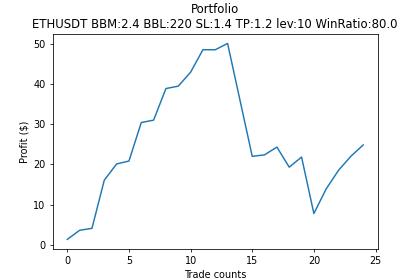 Portfolio
ETHUSDT BBM:2.4 BBL:220 SL:1.4 TP:1.2 lev:10 WinRatio:80.0
50
40
30
20
10
0
Profit ($)
0 5 10 15 20 25
Trade counts